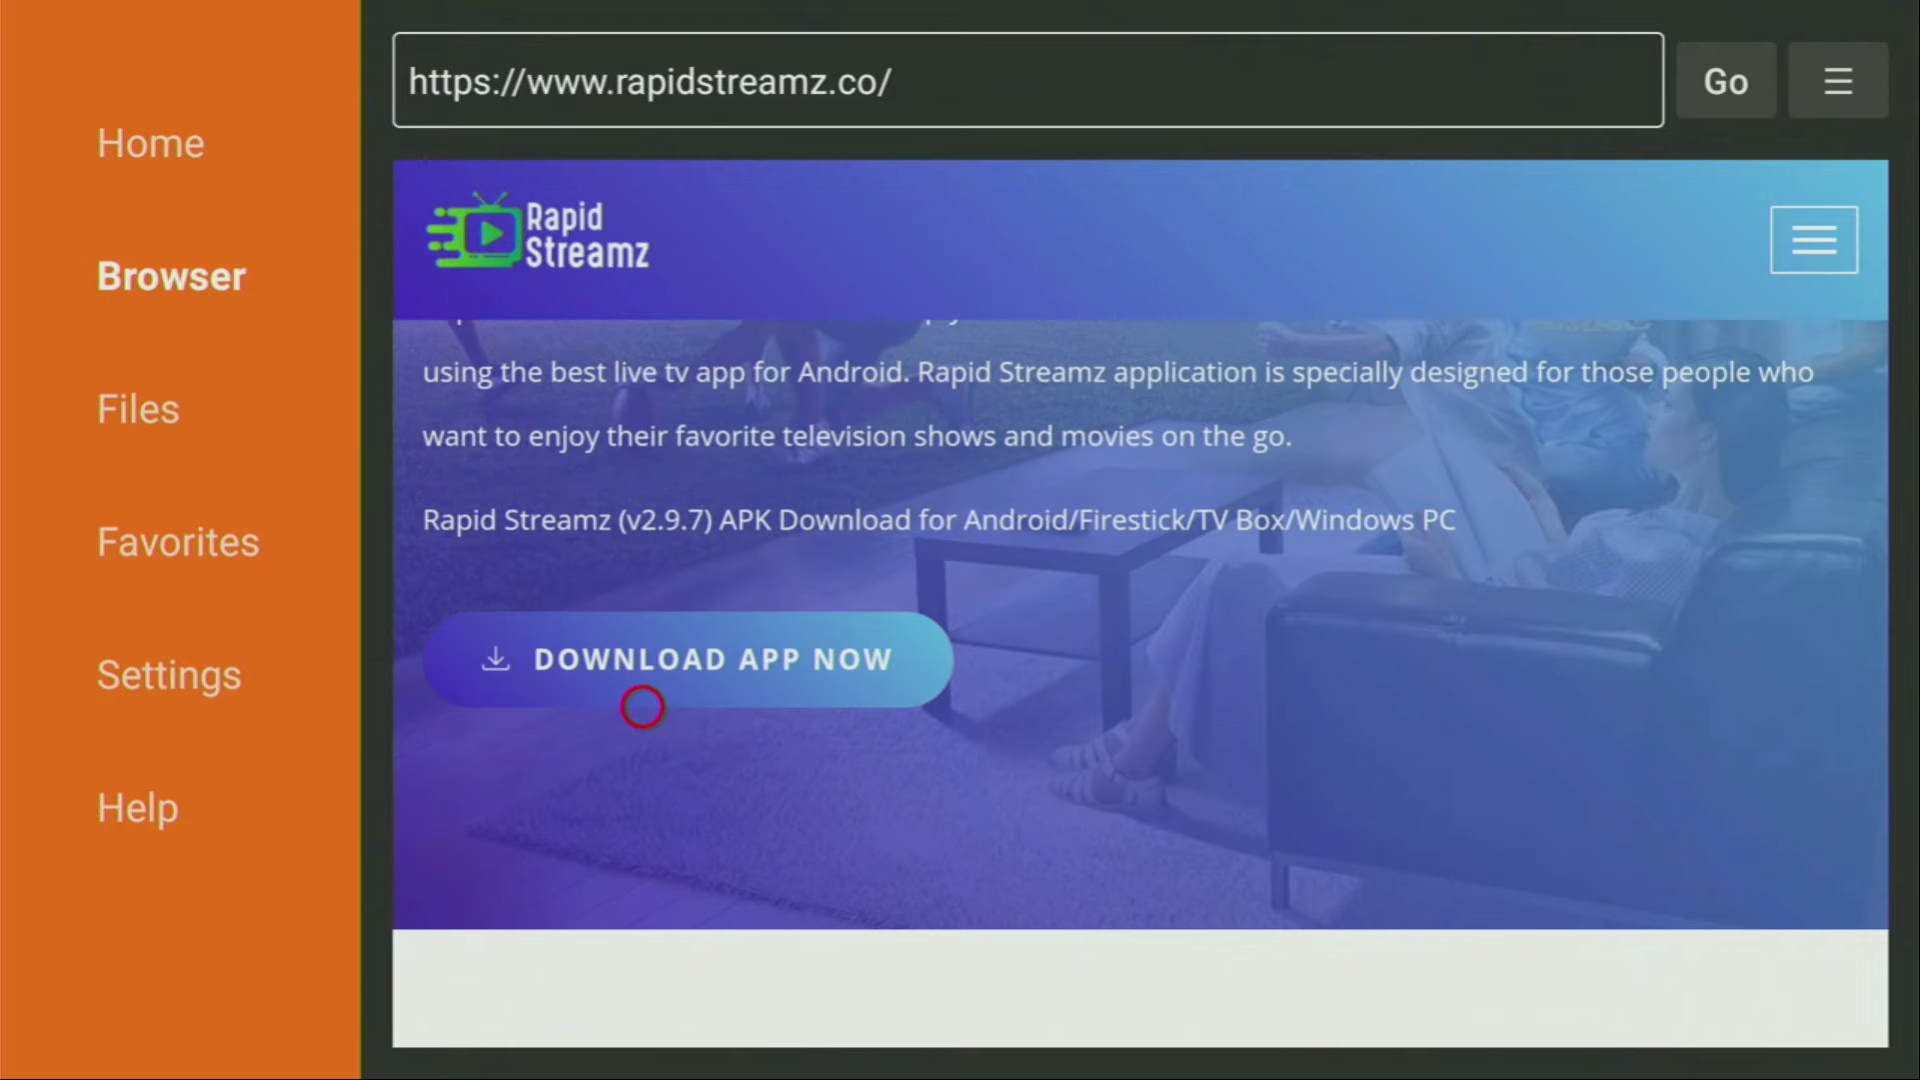 https://www.rapidstreamz.co/
Go
Home
Browser
Files
Favorites
Settings
Help
Rapid
Streamz
using the best live tv app for Android. Rapid Streamz application is specially designed for those people who
want to enjoy their favorite television shows and movies on the go.
Rapid Streamz (v2.9.7) APK Download for Android/Firestick/TV Box/Windows PC
DOWNLOAD APP NOW